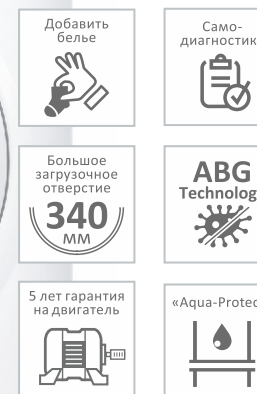 Добавить
белье
Само-
диагностик
Большое
загрузочное
отверстие
340
мм
ABG
Technolog
5 лет гарантия
на двигатель
«Aqua-Protec